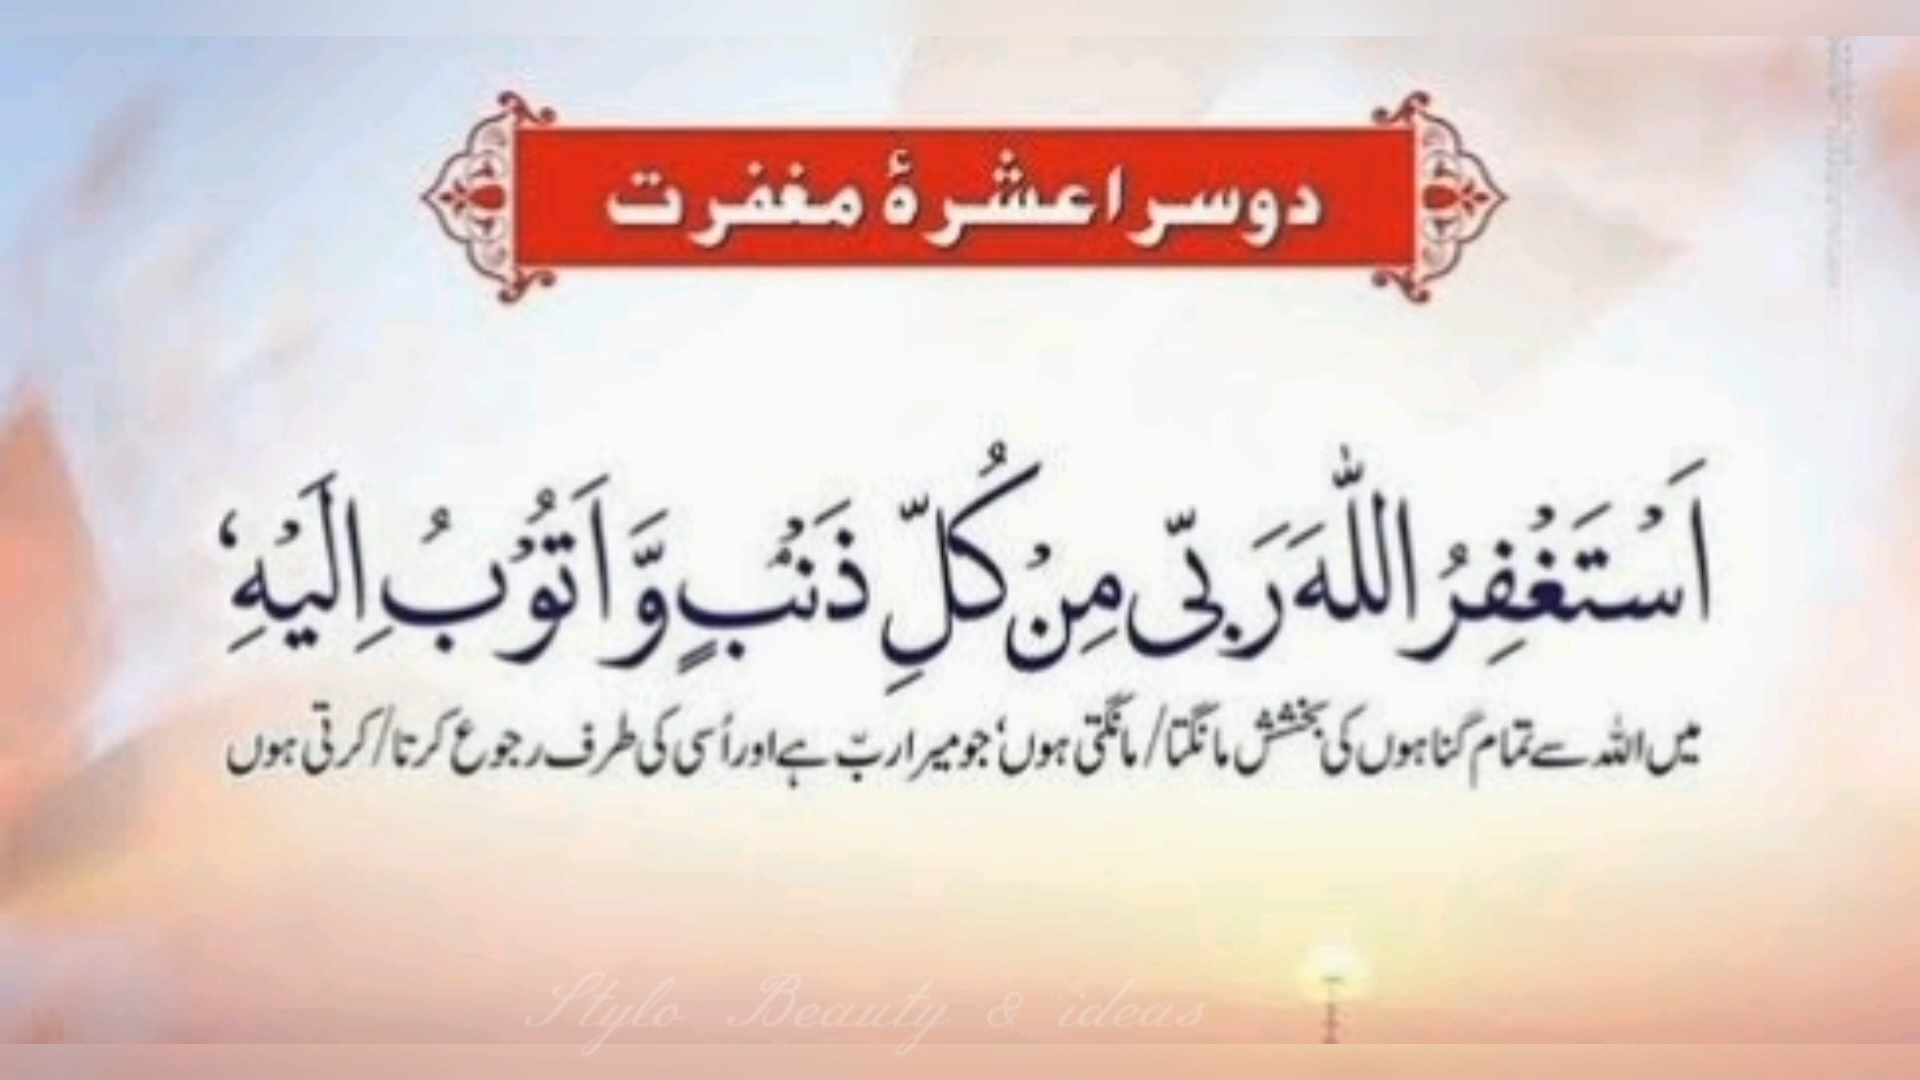 دوسرا عشرۂ مغفرت
اَسْتَغْفِرُ اللّٰهَ رَبِّىْ مِنْ كُلِّ ذَنْۢبٍ وَّاَتُوْبُ اِلَيْهِ‘
میں اللہ سے تمام گناہوں کی بخشش مانگتا/مانگتی ہوں‘ جو میرا ربّ ہے اور اُسی کی طرف رجوع کرتا/کرتی ہوں
Stylo Beauty & ideas